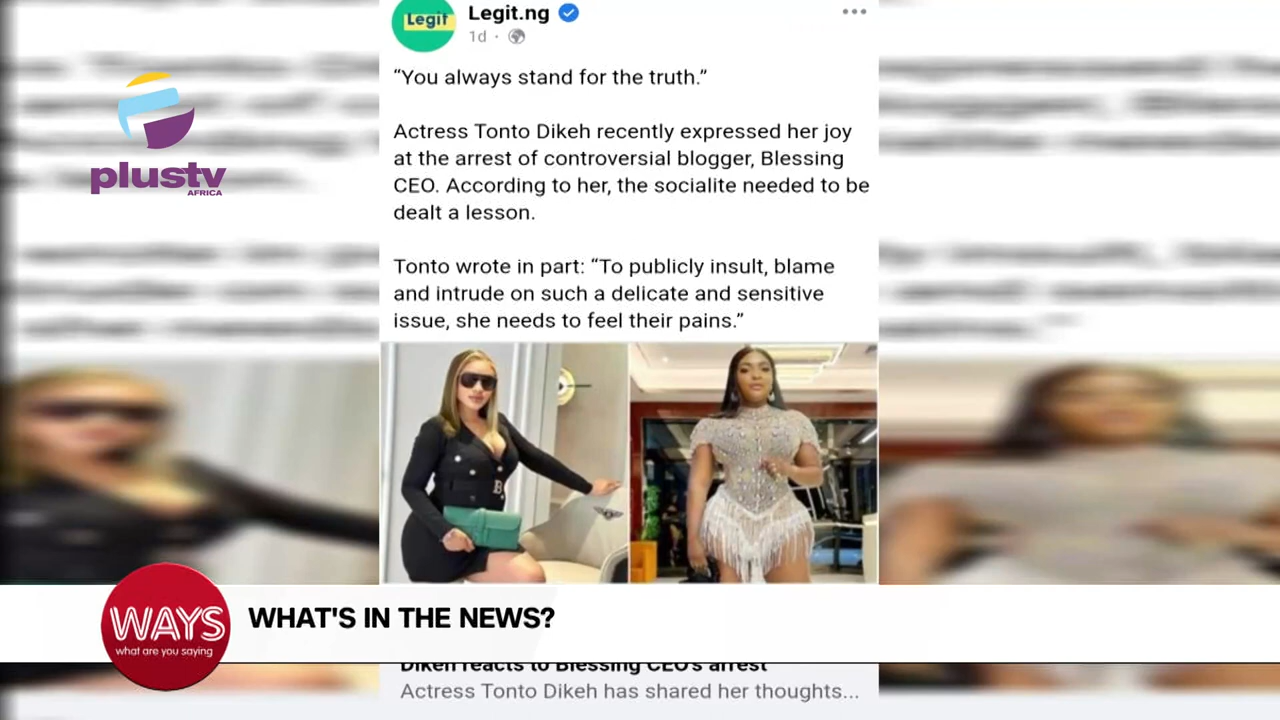 Legit
Legit.ng
1d
“You always stand for the truth.”
Actress Tonto Dikeh recently expressed her joy
at the arrest of controversial blogger, Blessing
CEO. According to her, the socialite needed to be
dealt a lesson.
Tonto wrote in part: “To publicly insult, blame
and intrude on such a delicate and sensitive
issue, she needs to feel their pains.”
plustv
AFRICA
B
WAYS
what are you saying
WHAT'S IN THE NEWS?
Dikeh reacts to Blessing CEO's arrest
Actress Tonto Dikeh has shared her thoughts...